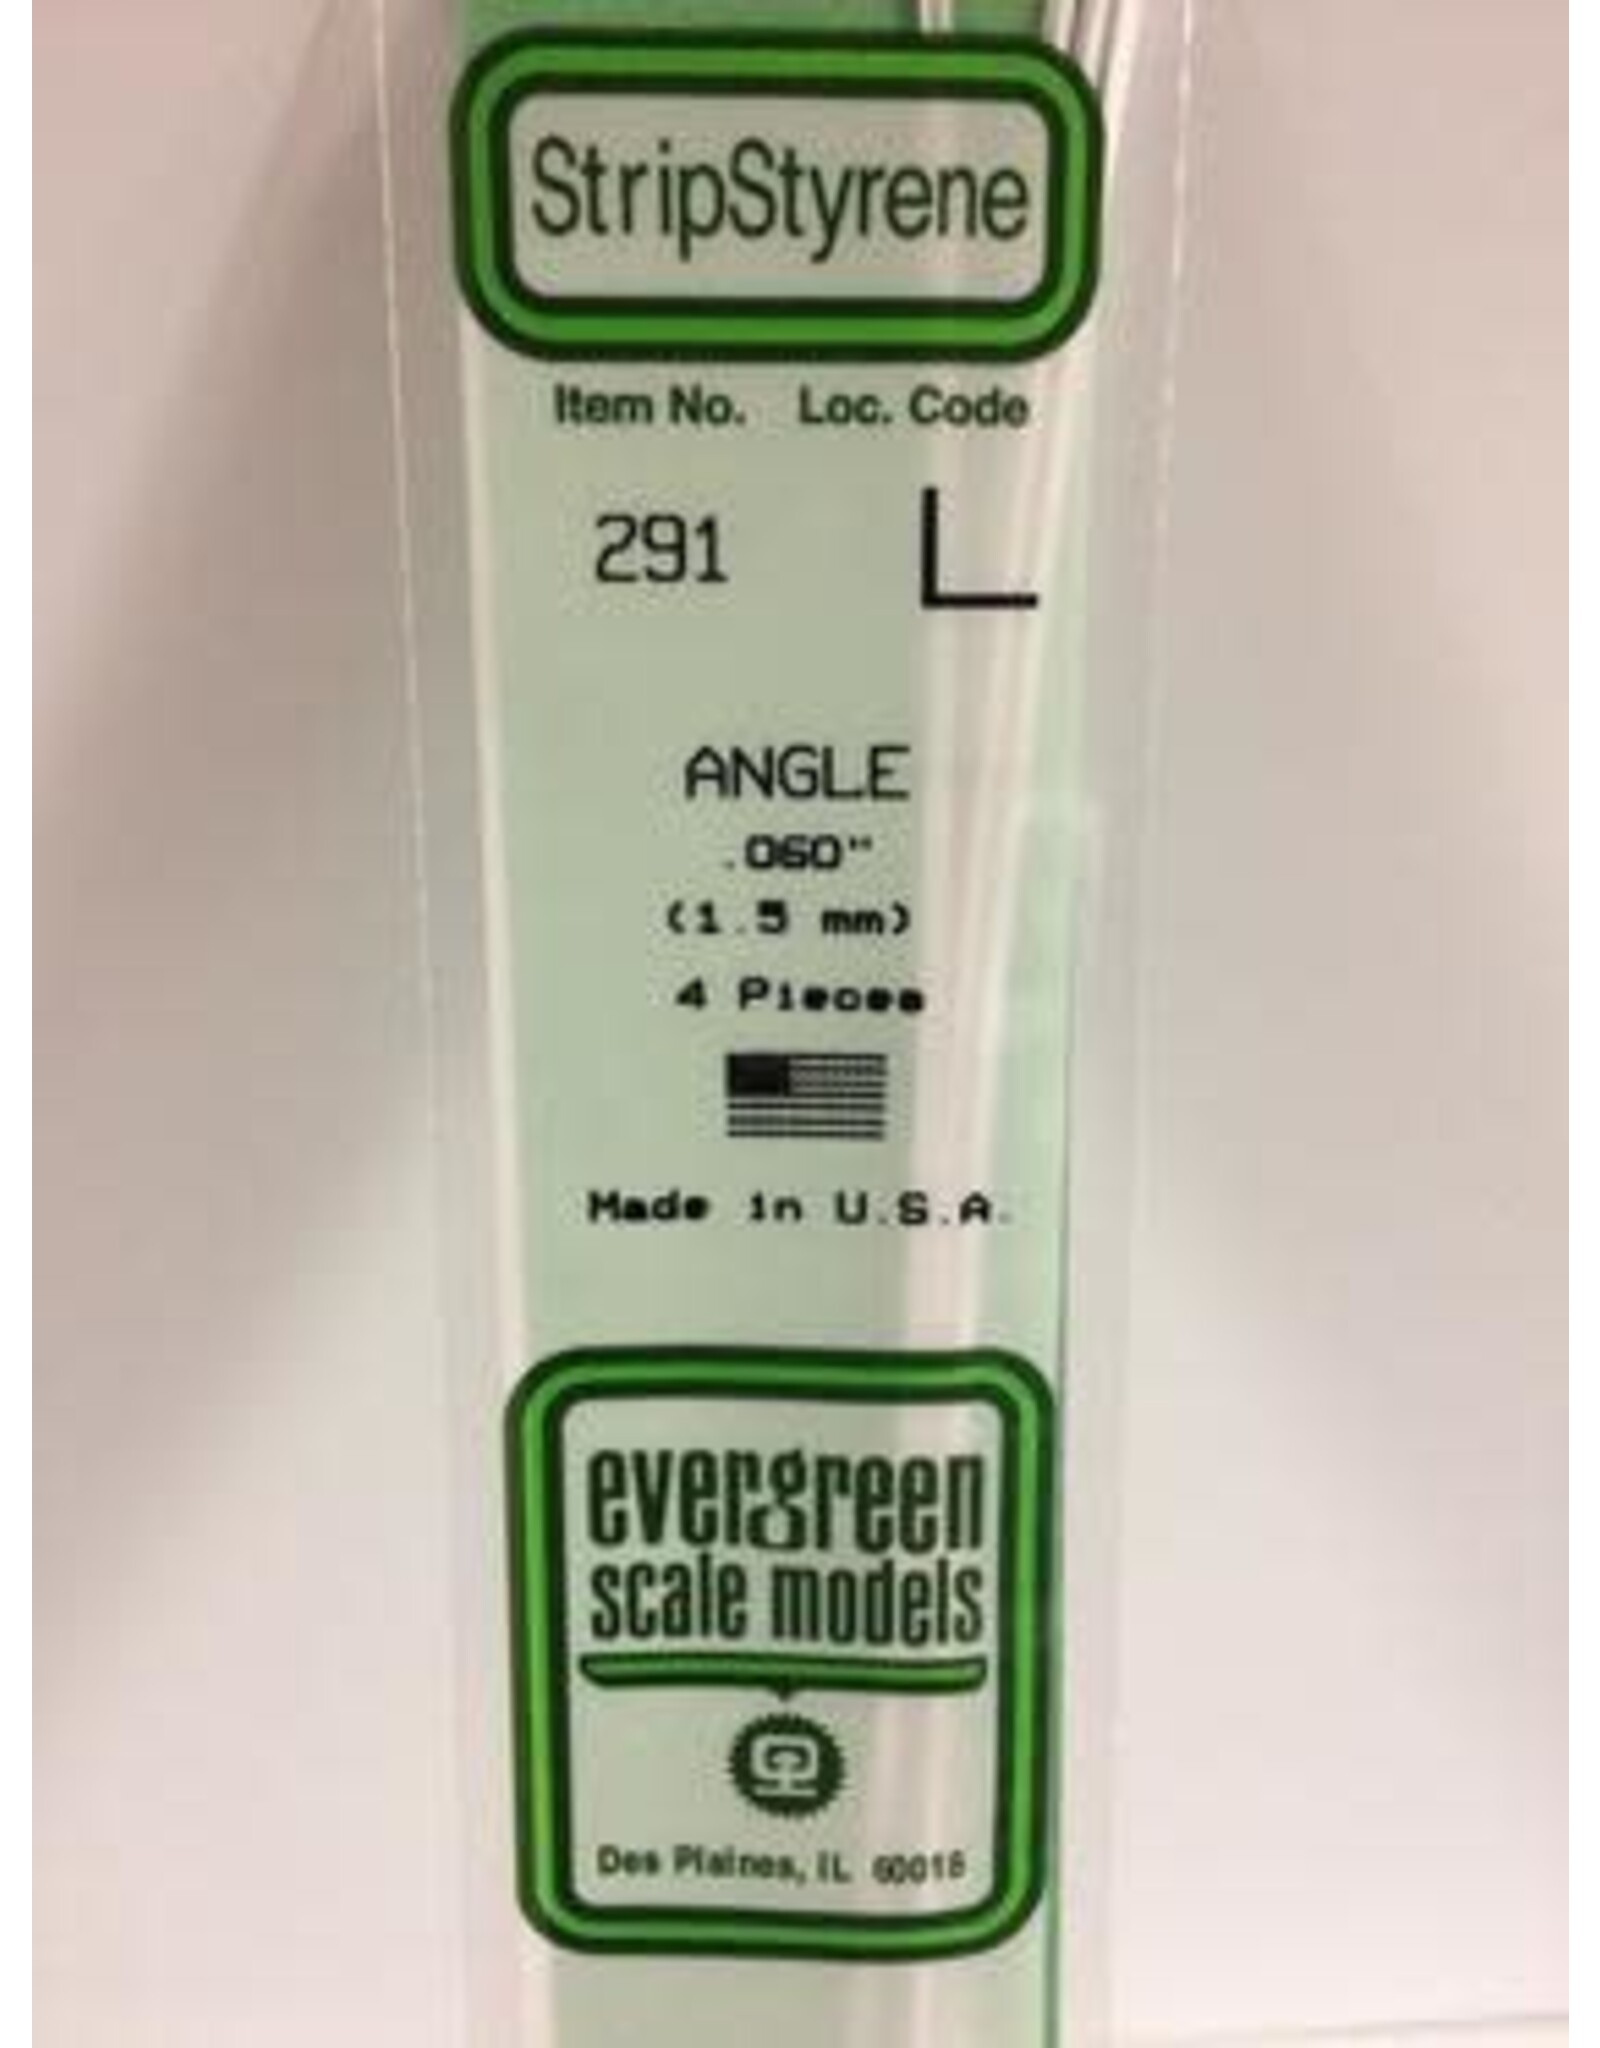 StripStyrene
Item No. Loc. Code
291 L
ANGLE
.060"
(1.5 mm)
4 Pieces
Made in U.S.A.
evergreen
scale models
Des Plaines, IL 60018